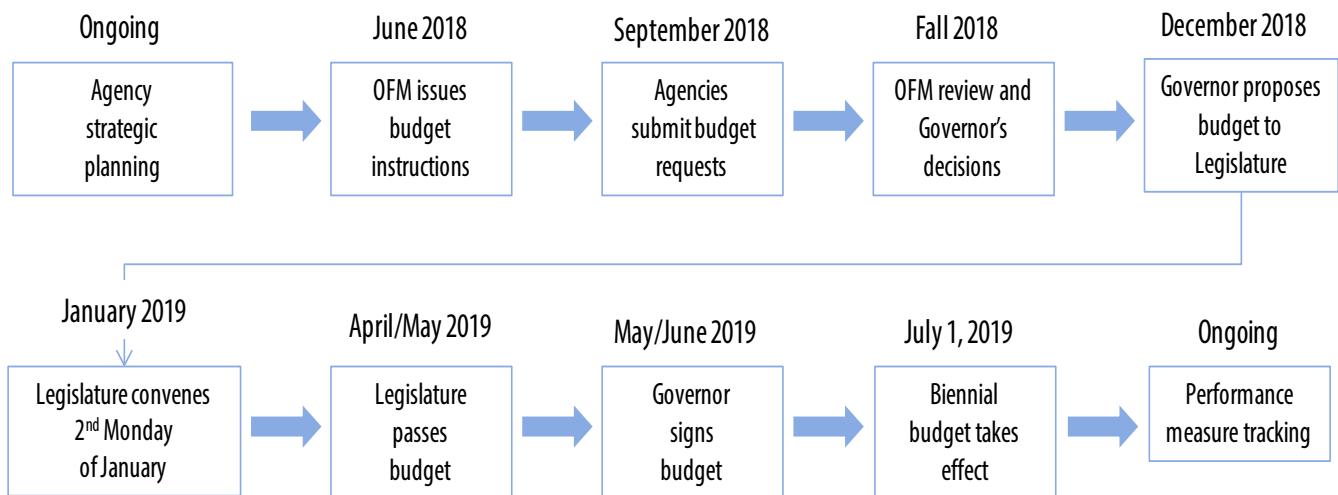 Ongoing
Agency
strategic
planning
June 2018
OFM issues
budget
instructions
September 2018
Agencies
submit budget
requests
Fall 2018
OFM review and
Governor’s
decisions
December 2018
Governor proposes
budget to
Legislature
January 2019
Legislature convenes
2nd Monday
of January
April/May 2019
Legislature
passes
budget
May/June 2019
Governor
signs
budget
July 1, 2019
Biennial
budget takes
effect
Ongoing
Performance
measure tracking